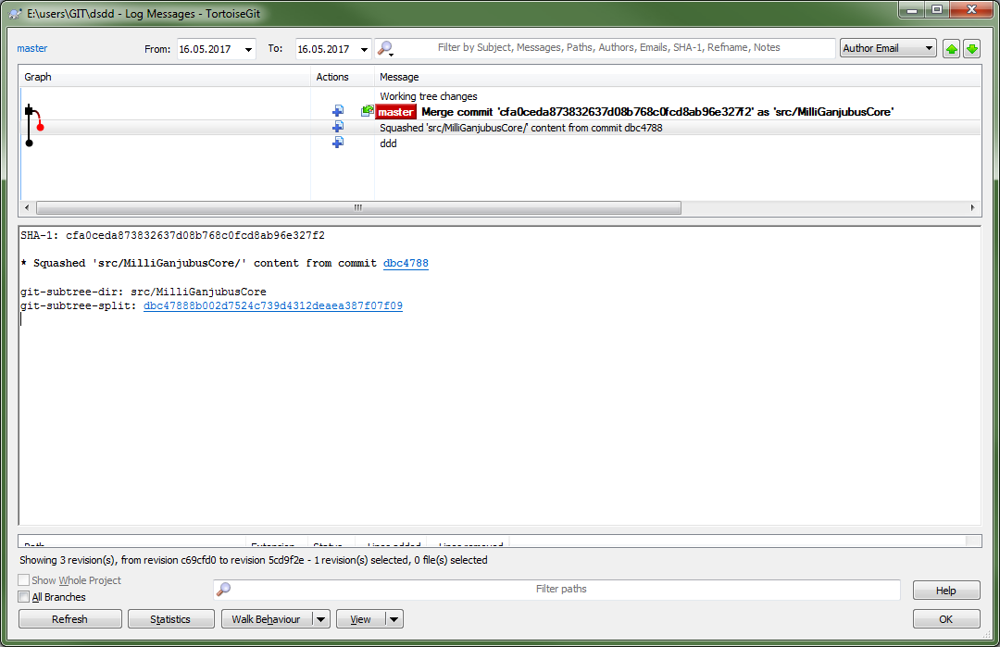 E:\users\GIT\dsdd - Log Messages - TortoiseGit
master From: 16.05.2017 To: 16.05.2017 Filter by Subject, Messages, Paths, Authors, Emails, SHA-1, Refname, Notes Author Email
Graph Actions Message
Working tree changes
master Merge commit 'cfa0ceda873832637d08b768c0fcd8ab96e327f2' as 'src/MilliGanjubusCore'
Squashed 'src/MilliGanjubusCore/' content from commit dbc4788
ddd
SHA-1: cfa0ceda873832637d08b768c0fcd8ab96e327f2
* Squashed 'src/MilliGanjubusCore/' content from commit dbc4788
git-subtree-dir: src/MilliGanjubusCore
git-subtree-split: dbc47888b002d7524c739d4312deaea387f07f09
Path Extension Status Lines added Lines removed
Showing 3 revision(s), from revision c69cfd0 to revision 5cd9f2e - 1 revision(s) selected, 0 file(s) selected
Show Whole Project
All Branches
Filter paths
Help
Refresh Statistics Walk Behaviour View OK